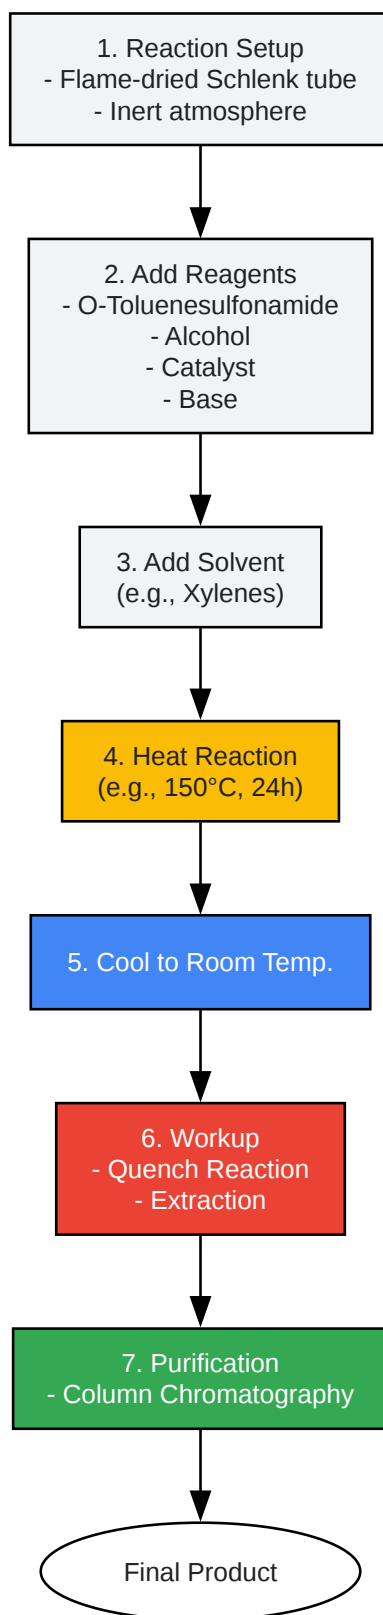 1. Reaction Setup
- Flame-dried Schlenk tube
- Inert atmosphere
2. Add Reagents
- O-Toluenesulfonamide
- Alcohol
- Catalyst
- Base
3. Add Solvent
(e.g., Xylenes)
4. Heat Reaction
(e.g., 150°C, 24h)
5. Cool to Room Temp.
6. Workup
- Quench Reaction
- Extraction
7. Purification
- Column Chromatography
Final Product